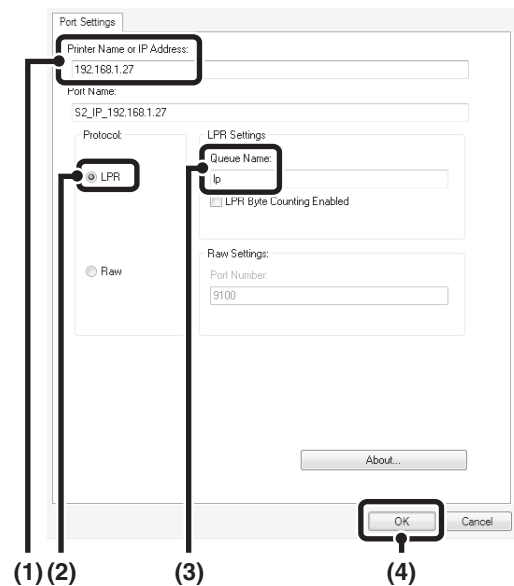 Port Settings
Printer Name or IP Address:
192.168.1.27
Port Name:
S2_IP_192.168.1.27
Protocol:
LPR
Raw
LPR Settings
Queue Name:
lp
LPR Byte Counting Enabled
Raw Settings:
Port Number:
9100
About...
OK
Cancel
(1) (2) (3) (4)